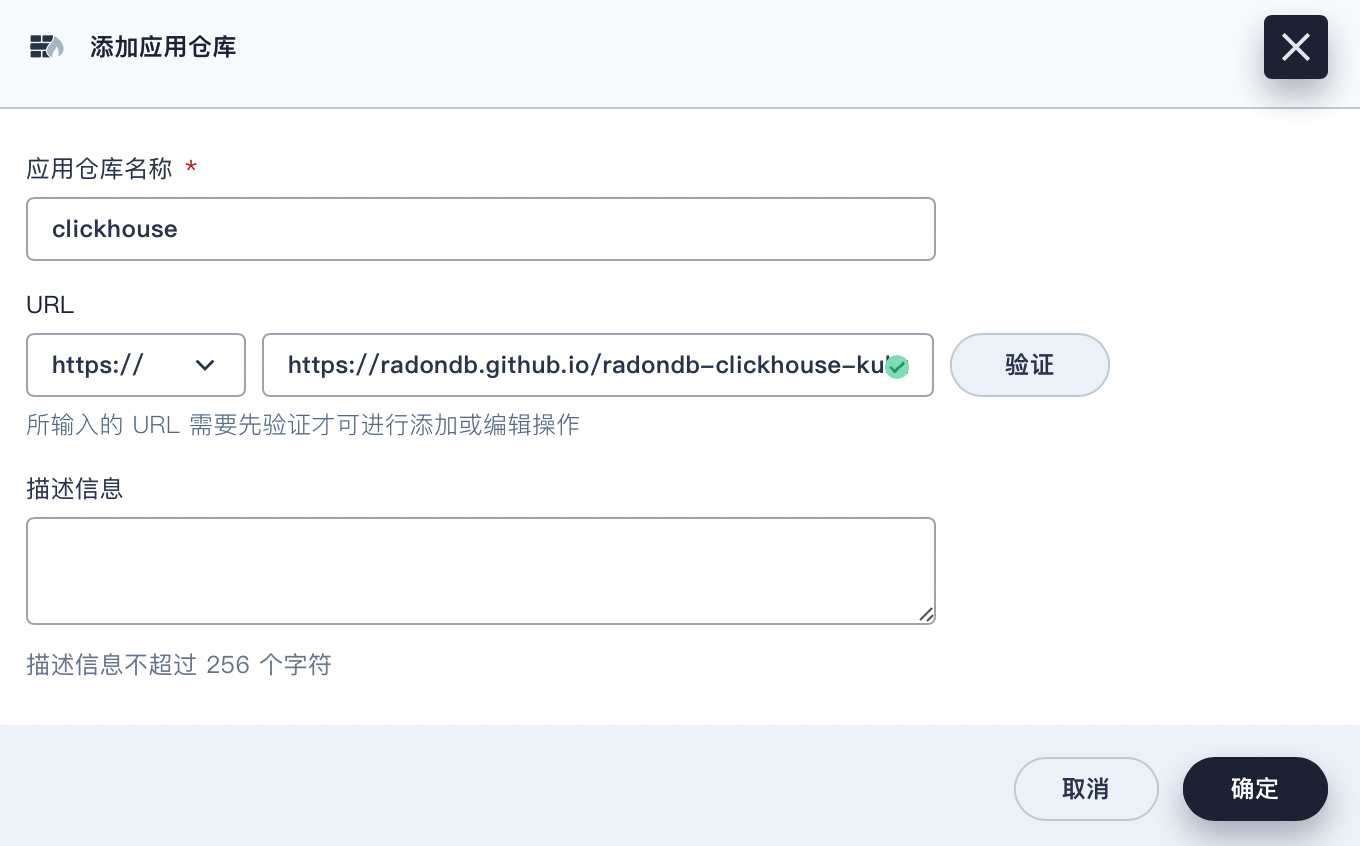 添加应用仓库
应用仓库名称 *
clickhouse
URL
https://
https://radondb.github.io/radondb-clickhouse-ku
验证
所输入的 URL 需要先验证才可进行添加或编辑操作
描述信息
描述信息不超过 256 个字符
取消
确定